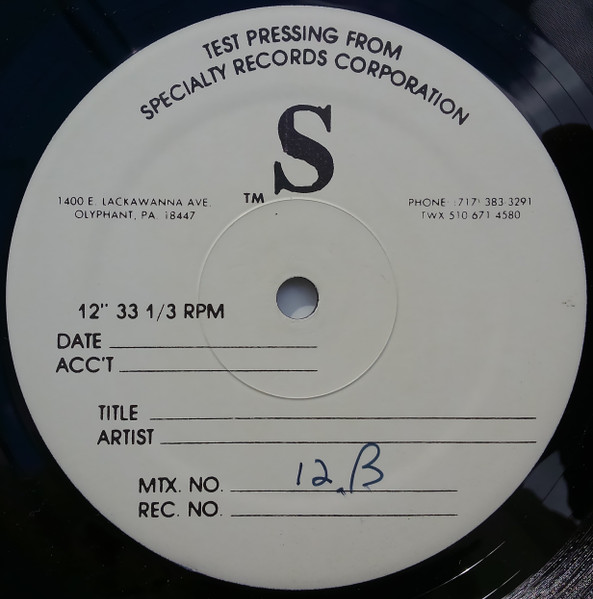 TEST PRESSING FROM
SPECIALTY RECORDS CORPORATION
S
TM
1400 E. LACKAWANNA AVE.
OLYPHANT, PA. 18447
PHONE: (717) 383-3291
TWX 510 671 4580
12" 33 1/3 RPM
DATE
ACC'T
TITLE
ARTIST
MTX. NO. 12.B
REC. NO.